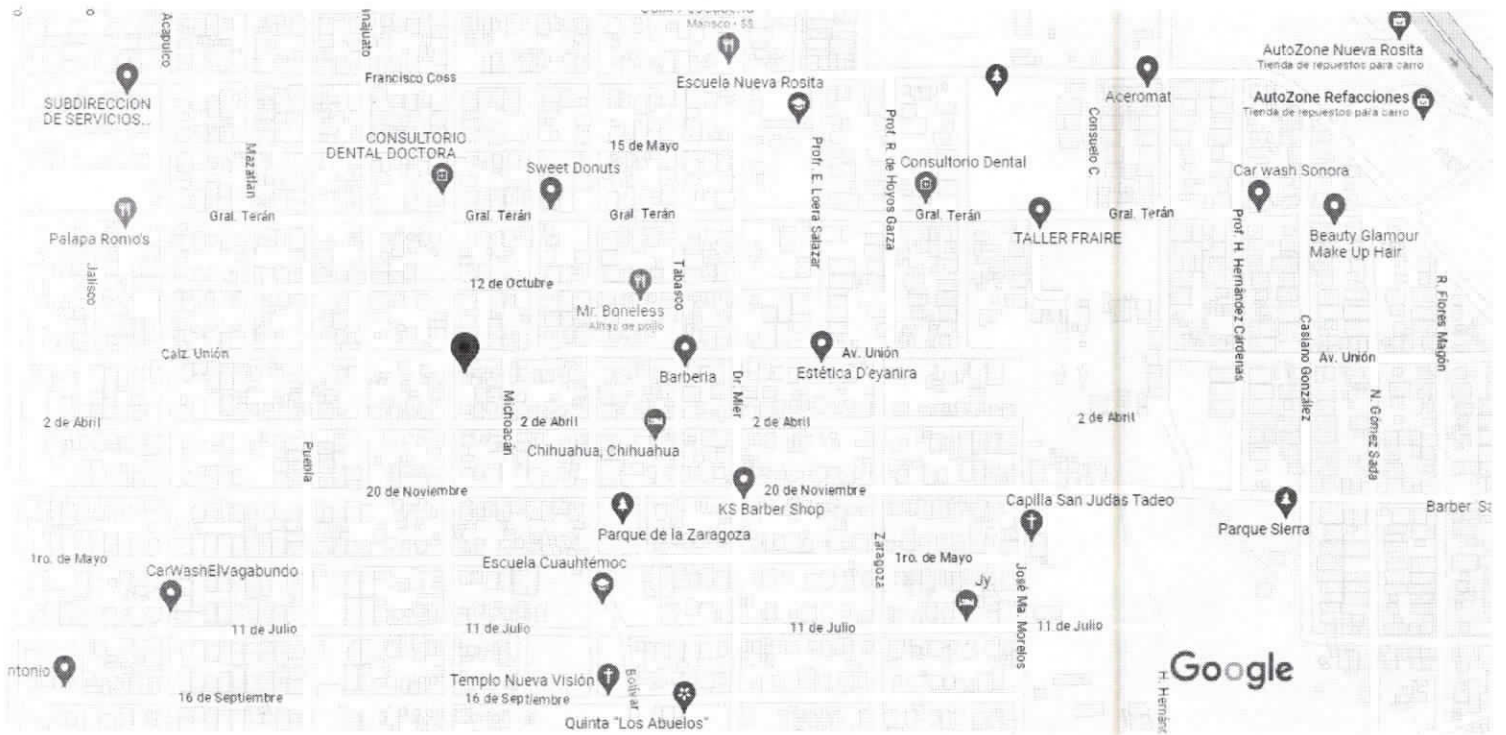 Acapulco
Marisco - $$
AutoZone Nueva Rosita
Tienda de repuestos para carro
Francisco Coss
Escuela Nueva Rosita
SUBDIRECCION
DE SERVICIOS...
Aceromat
AutoZone Refacciones
Tienda de repuestos para carro
Consuelo C
CONSULTORIO
DENTAL DOCTORA
15 de Mayo
Mazatlan
Sweet Donuts
Profr. E. Loera Salazar
Prof. R. de Hoyos Garza
Consultorio Dental
Car wash Sonora
Palapa Romo's
Gral. Terán
Gral. Terán
Gral. Terán
Gral. Terán
Gral. Terán
TALLER FRAIRE
Prof. H. Hernández Cárdenas
Beauty Glamour
Make Up Hair
Jalisco
12 de Octubre
Tabasco
Mr. Boneless
Alitas de pollo
R. Flores Magón
Calz. Unión
Barbería
Av. Unión
Estética D'eyanira
Casiano González
Av. Unión
Dr. Mier
2 de Abril
Michoacan
2 de Abril
2 de Abril
2 de Abril
N. Gómez Sada
Chihuahua, Chihuahua
Puebla
20 de Noviembre
20 de Noviembre
KS Barber Shop
Capilla San Judas Tadeo
Barber
Parque Sierra
Parque de la Zaragoza
Zaragoza
1ro. de Mayo
1ro. de Mayo
CarWashElVagabundo
Escuela Cuauhtémoc
Jy
José Ma. Morelos
11 de Julio
11 de Julio
11 de Julio
11 de Julio
ntonio
Templo Nueva Visión
Bolívar
Google
16 de Septiembre
16 de Septiembre
Quinta "Los Abuelos"